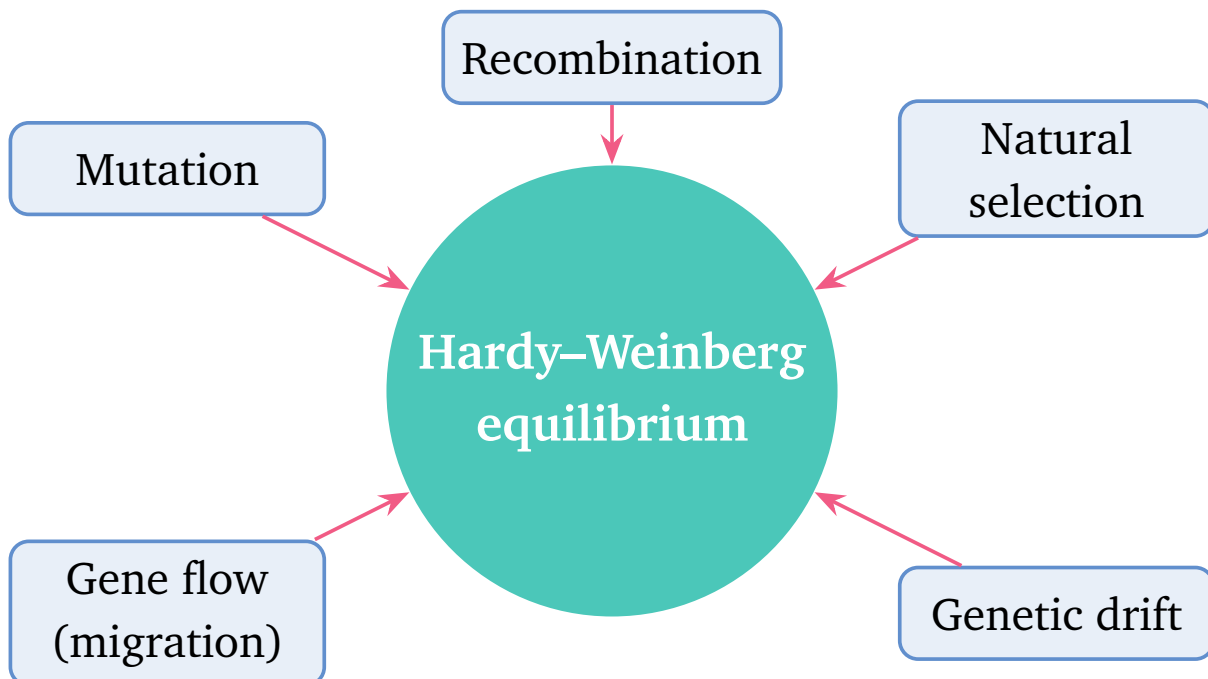 Recombination
Mutation
Natural
selection
Hardy–Weinberg
equilibrium
Gene flow
(migration)
Genetic drift